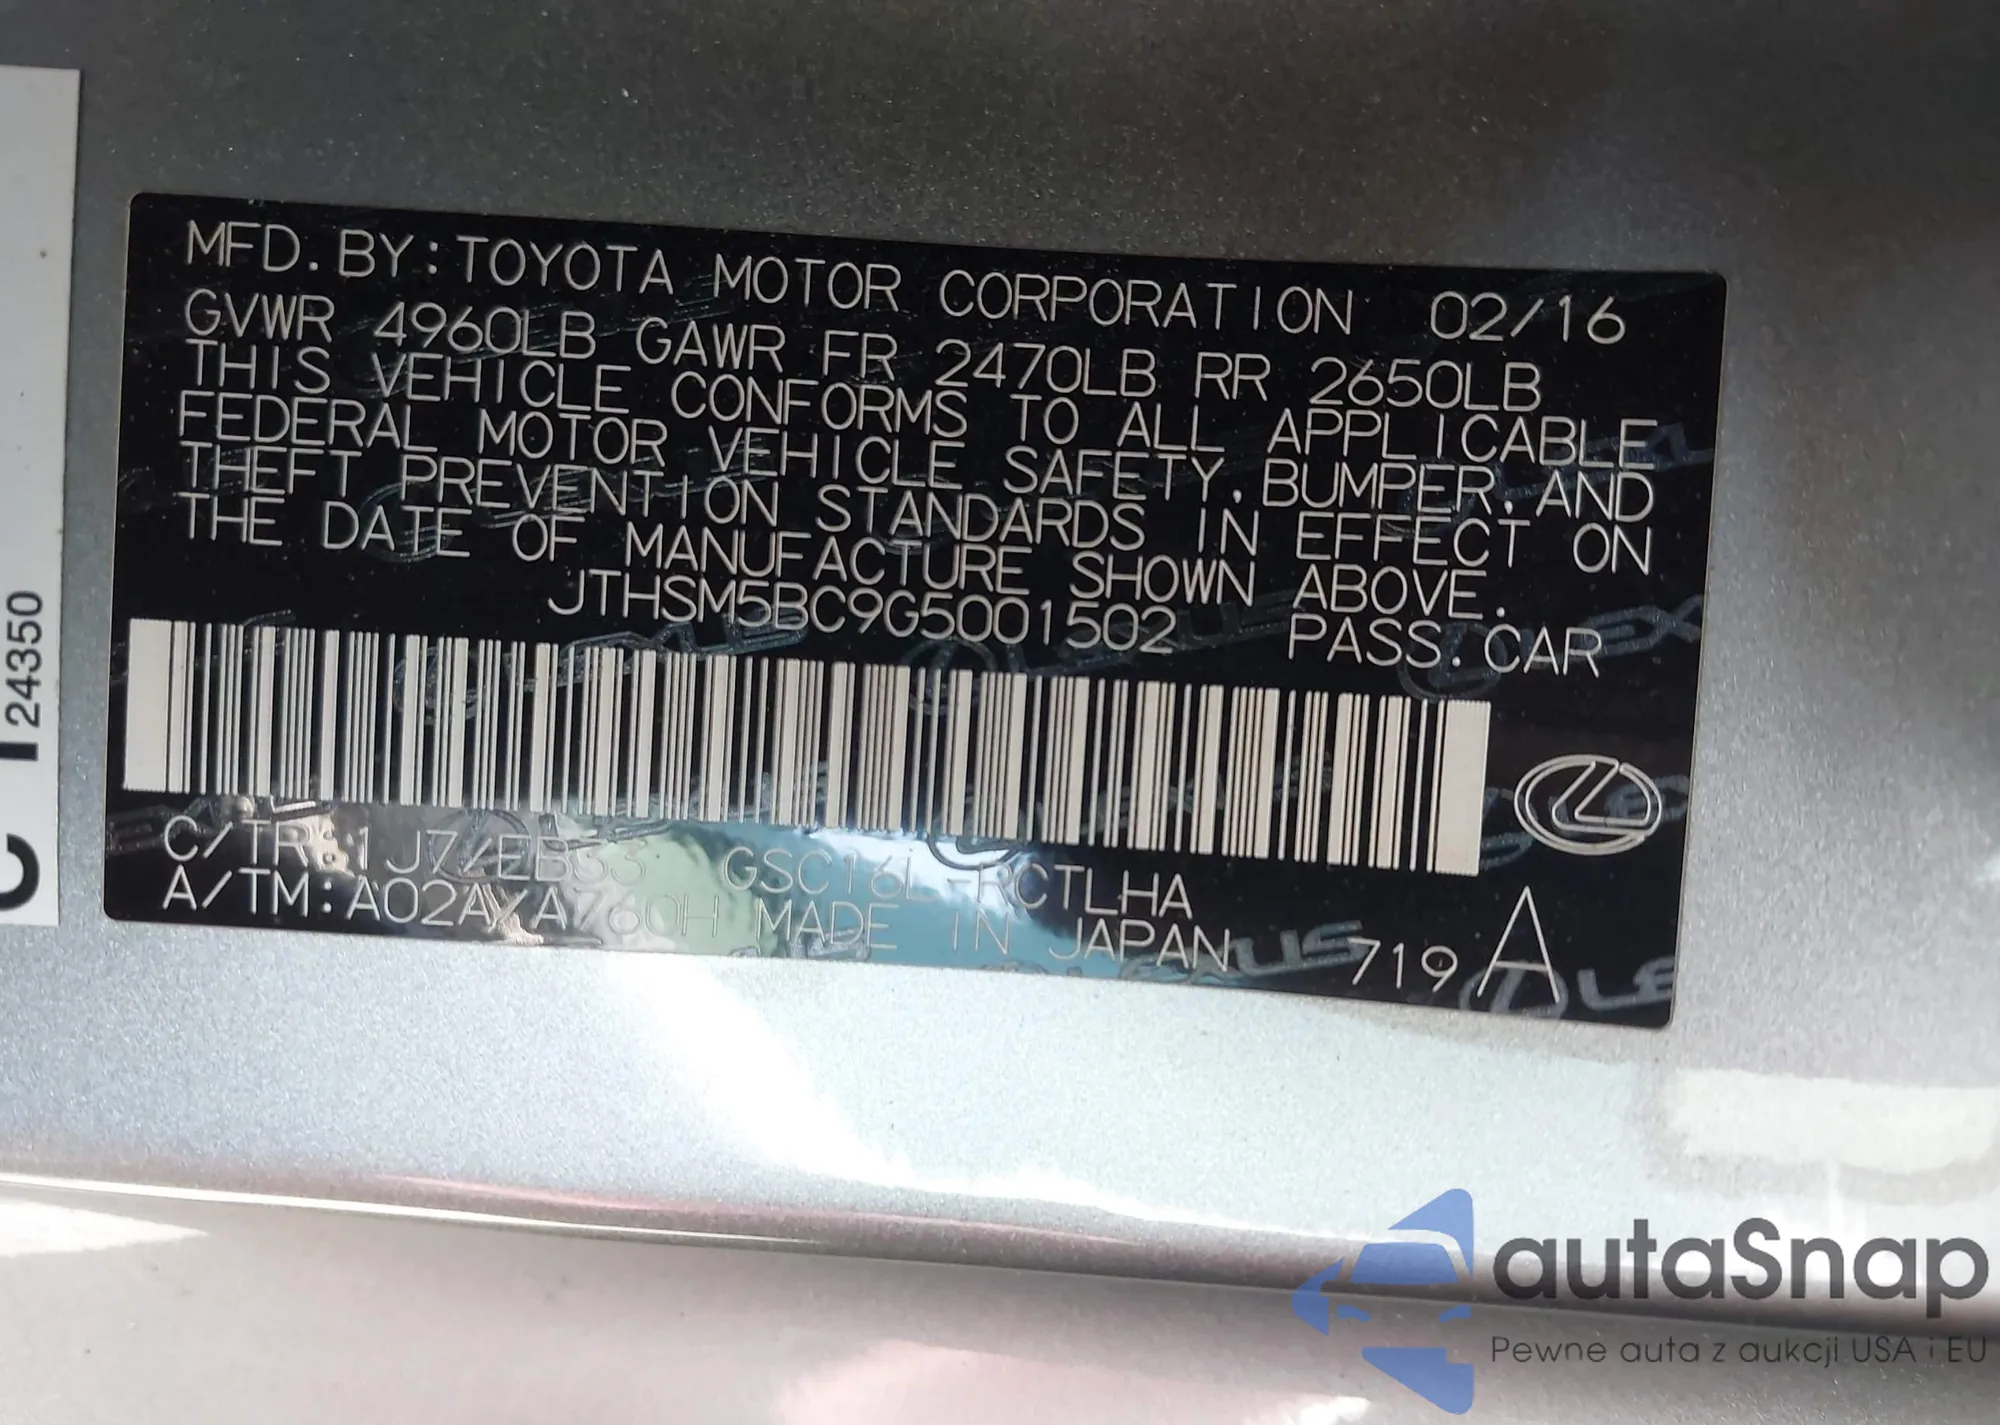 MFD. BY: TOYOTA MOTOR CORPORATION 02/16
GVWR 4960LB GAWR FR 2470LB RR 2650LB
THIS VEHICLE CONFORMS TO ALL APPLICABLE
FEDERAL MOTOR VEHICLE SAFETY, BUMPER, AND
THEFT PREVENTION STANDARDS IN EFFECT ON
THE DATE OF MANUFACTURE SHOWN ABOVE.
JTHSM5BC9G5001502 PASS. CAR
C/TR:1J7/EB33 GSC16L-RCTLHA
A/TM:A02A/A760H MADE IN JAPAN 719A
24350
LEXUS
autaSnap
Pewne auta z aukcji USA i EU